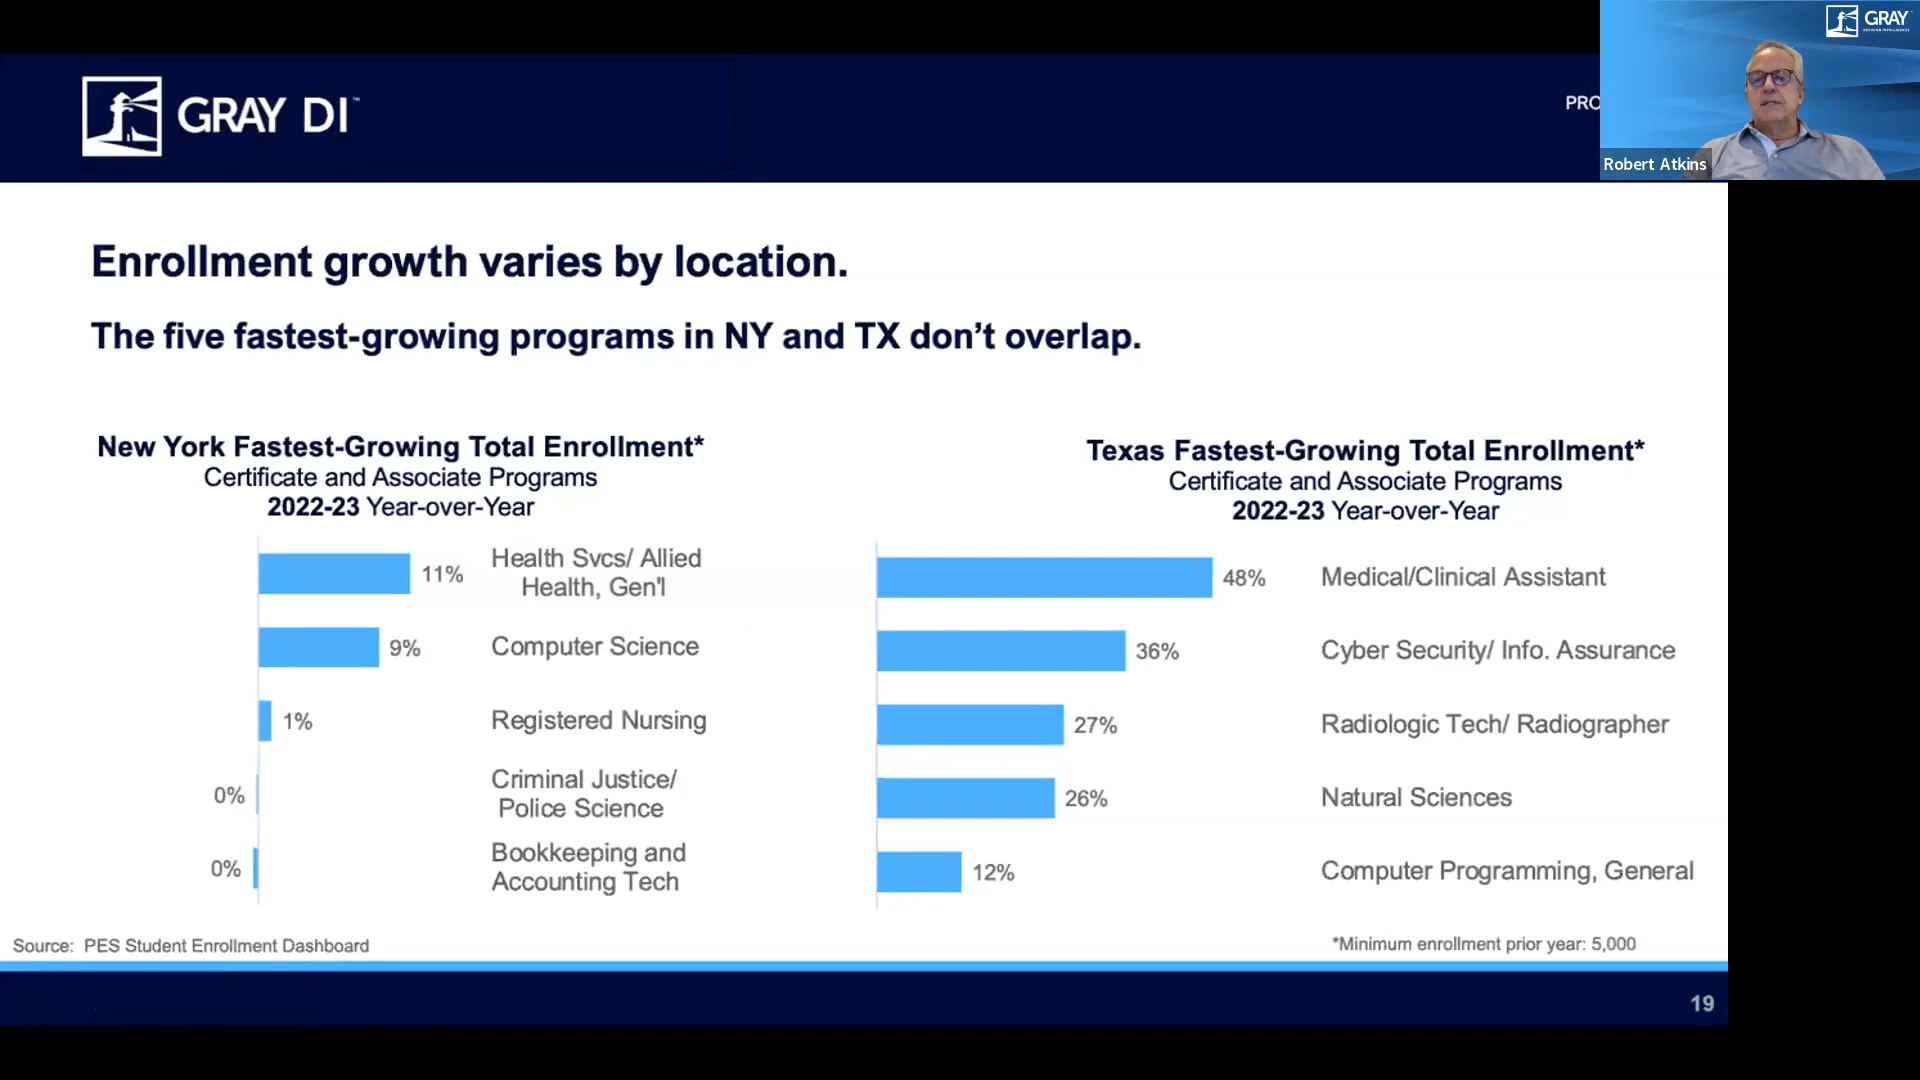 GRAY DI™
PRO
GRAY
Robert Atkins
Enrollment growth varies by location.
The five fastest-growing programs in NY and TX don’t overlap.
New York Fastest-Growing Total Enrollment*
Certificate and Associate Programs
2022-23 Year-over-Year
11% Health Svcs/ Allied
Health, Gen'l
9% Computer Science
1% Registered Nursing
0% Criminal Justice/
Police Science
0% Bookkeeping and
Accounting Tech
Texas Fastest-Growing Total Enrollment*
Certificate and Associate Programs
2022-23 Year-over-Year
48% Medical/Clinical Assistant
36% Cyber Security/ Info. Assurance
27% Radiologic Tech/ Radiographer
26% Natural Sciences
12% Computer Programming, General
Source: PES Student Enrollment Dashboard
*Minimum enrollment prior year: 5,000
19